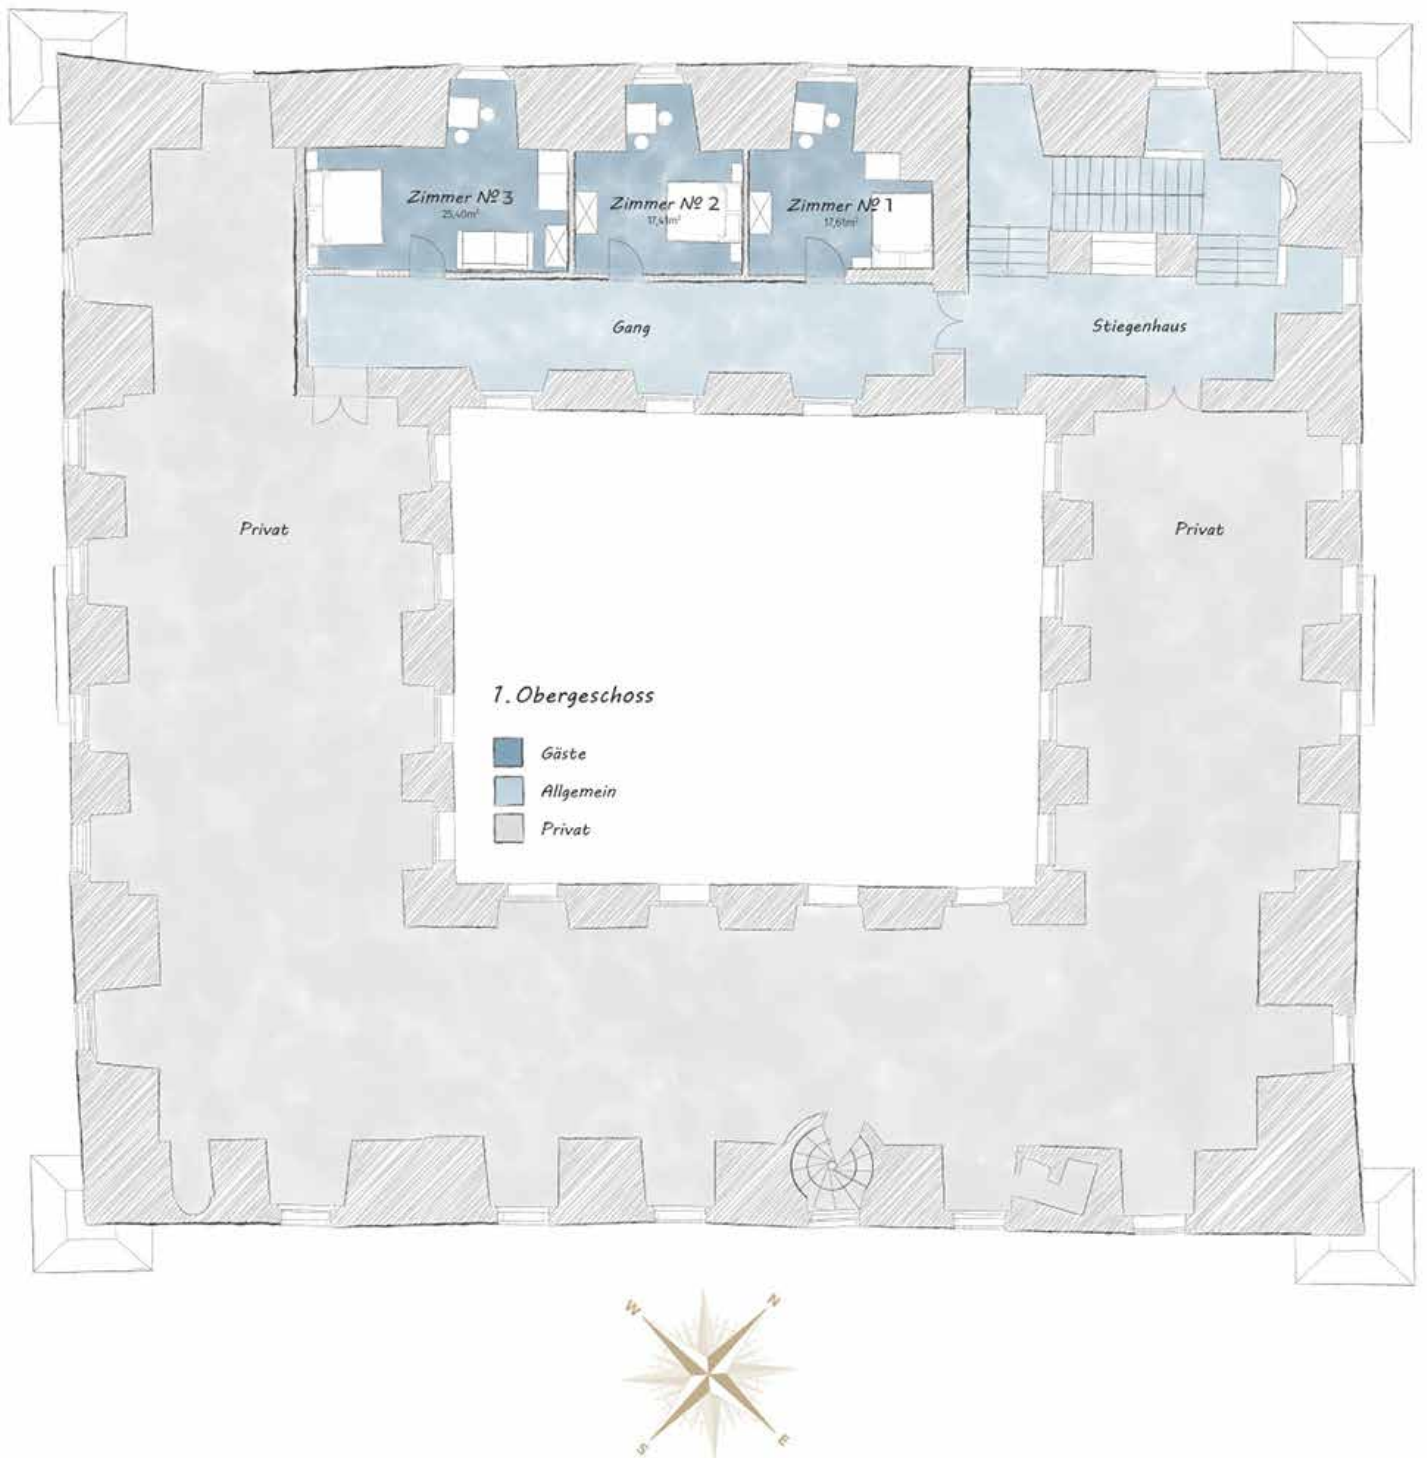 Zimmer № 3
25,40m²
Zimmer № 2
17,41m²
Zimmer № 1
17,61m²
Gang
Stiegenhaus
Privat
Privat
1. Obergeschoss
Gäste
Allgemein
Privat
W
N
S
E